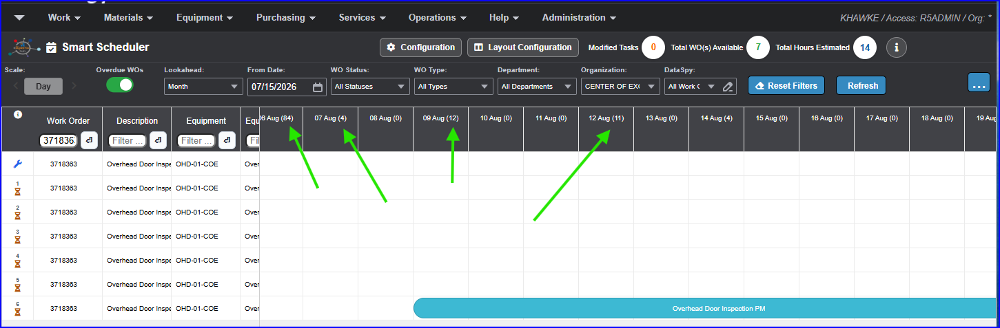 Work Materials Equipment Purchasing Services Operations Help Administration KHAWKE / Access: R5ADMIN / Org: *
Smart Scheduler Configuration Layout Configuration Modified Tasks 0 Total WO(s) Available 7 Total Hours Estimated 14
Scale: Overdue WOs Lookahead: From Date: WO Status: WO Type: Department: Organization: DataSpy:
Day Month 07/15/2026 All Statuses All Types All Departments CENTER OF EXC All Work Reset Filters Refresh ...
Work Order Description Equipment Equ 06 Aug (84) 07 Aug (4) 08 Aug (0) 09 Aug (12) 10 Aug (0) 11 Aug (0) 12 Aug (11) 13 Aug (0) 14 Aug (4) 15 Aug (0) 16 Aug (0) 17 Aug (0) 18 Aug (0) 19 Aug
3718363 Filter ... Filter ... Fil
3718363 Overhead Door Inspe OHD-01-COE Over
1 3718363 Overhead Door Inspe OHD-01-COE Over
2 3718363 Overhead Door Inspe OHD-01-COE Over
3 3718363 Overhead Door Inspe OHD-01-COE Over
4 3718363 Overhead Door Inspe OHD-01-COE Over
5 3718363 Overhead Door Inspe OHD-01-COE Over
6 3718363 Overhead Door Inspe OHD-01-COE Over Overhead Door Inspection PM